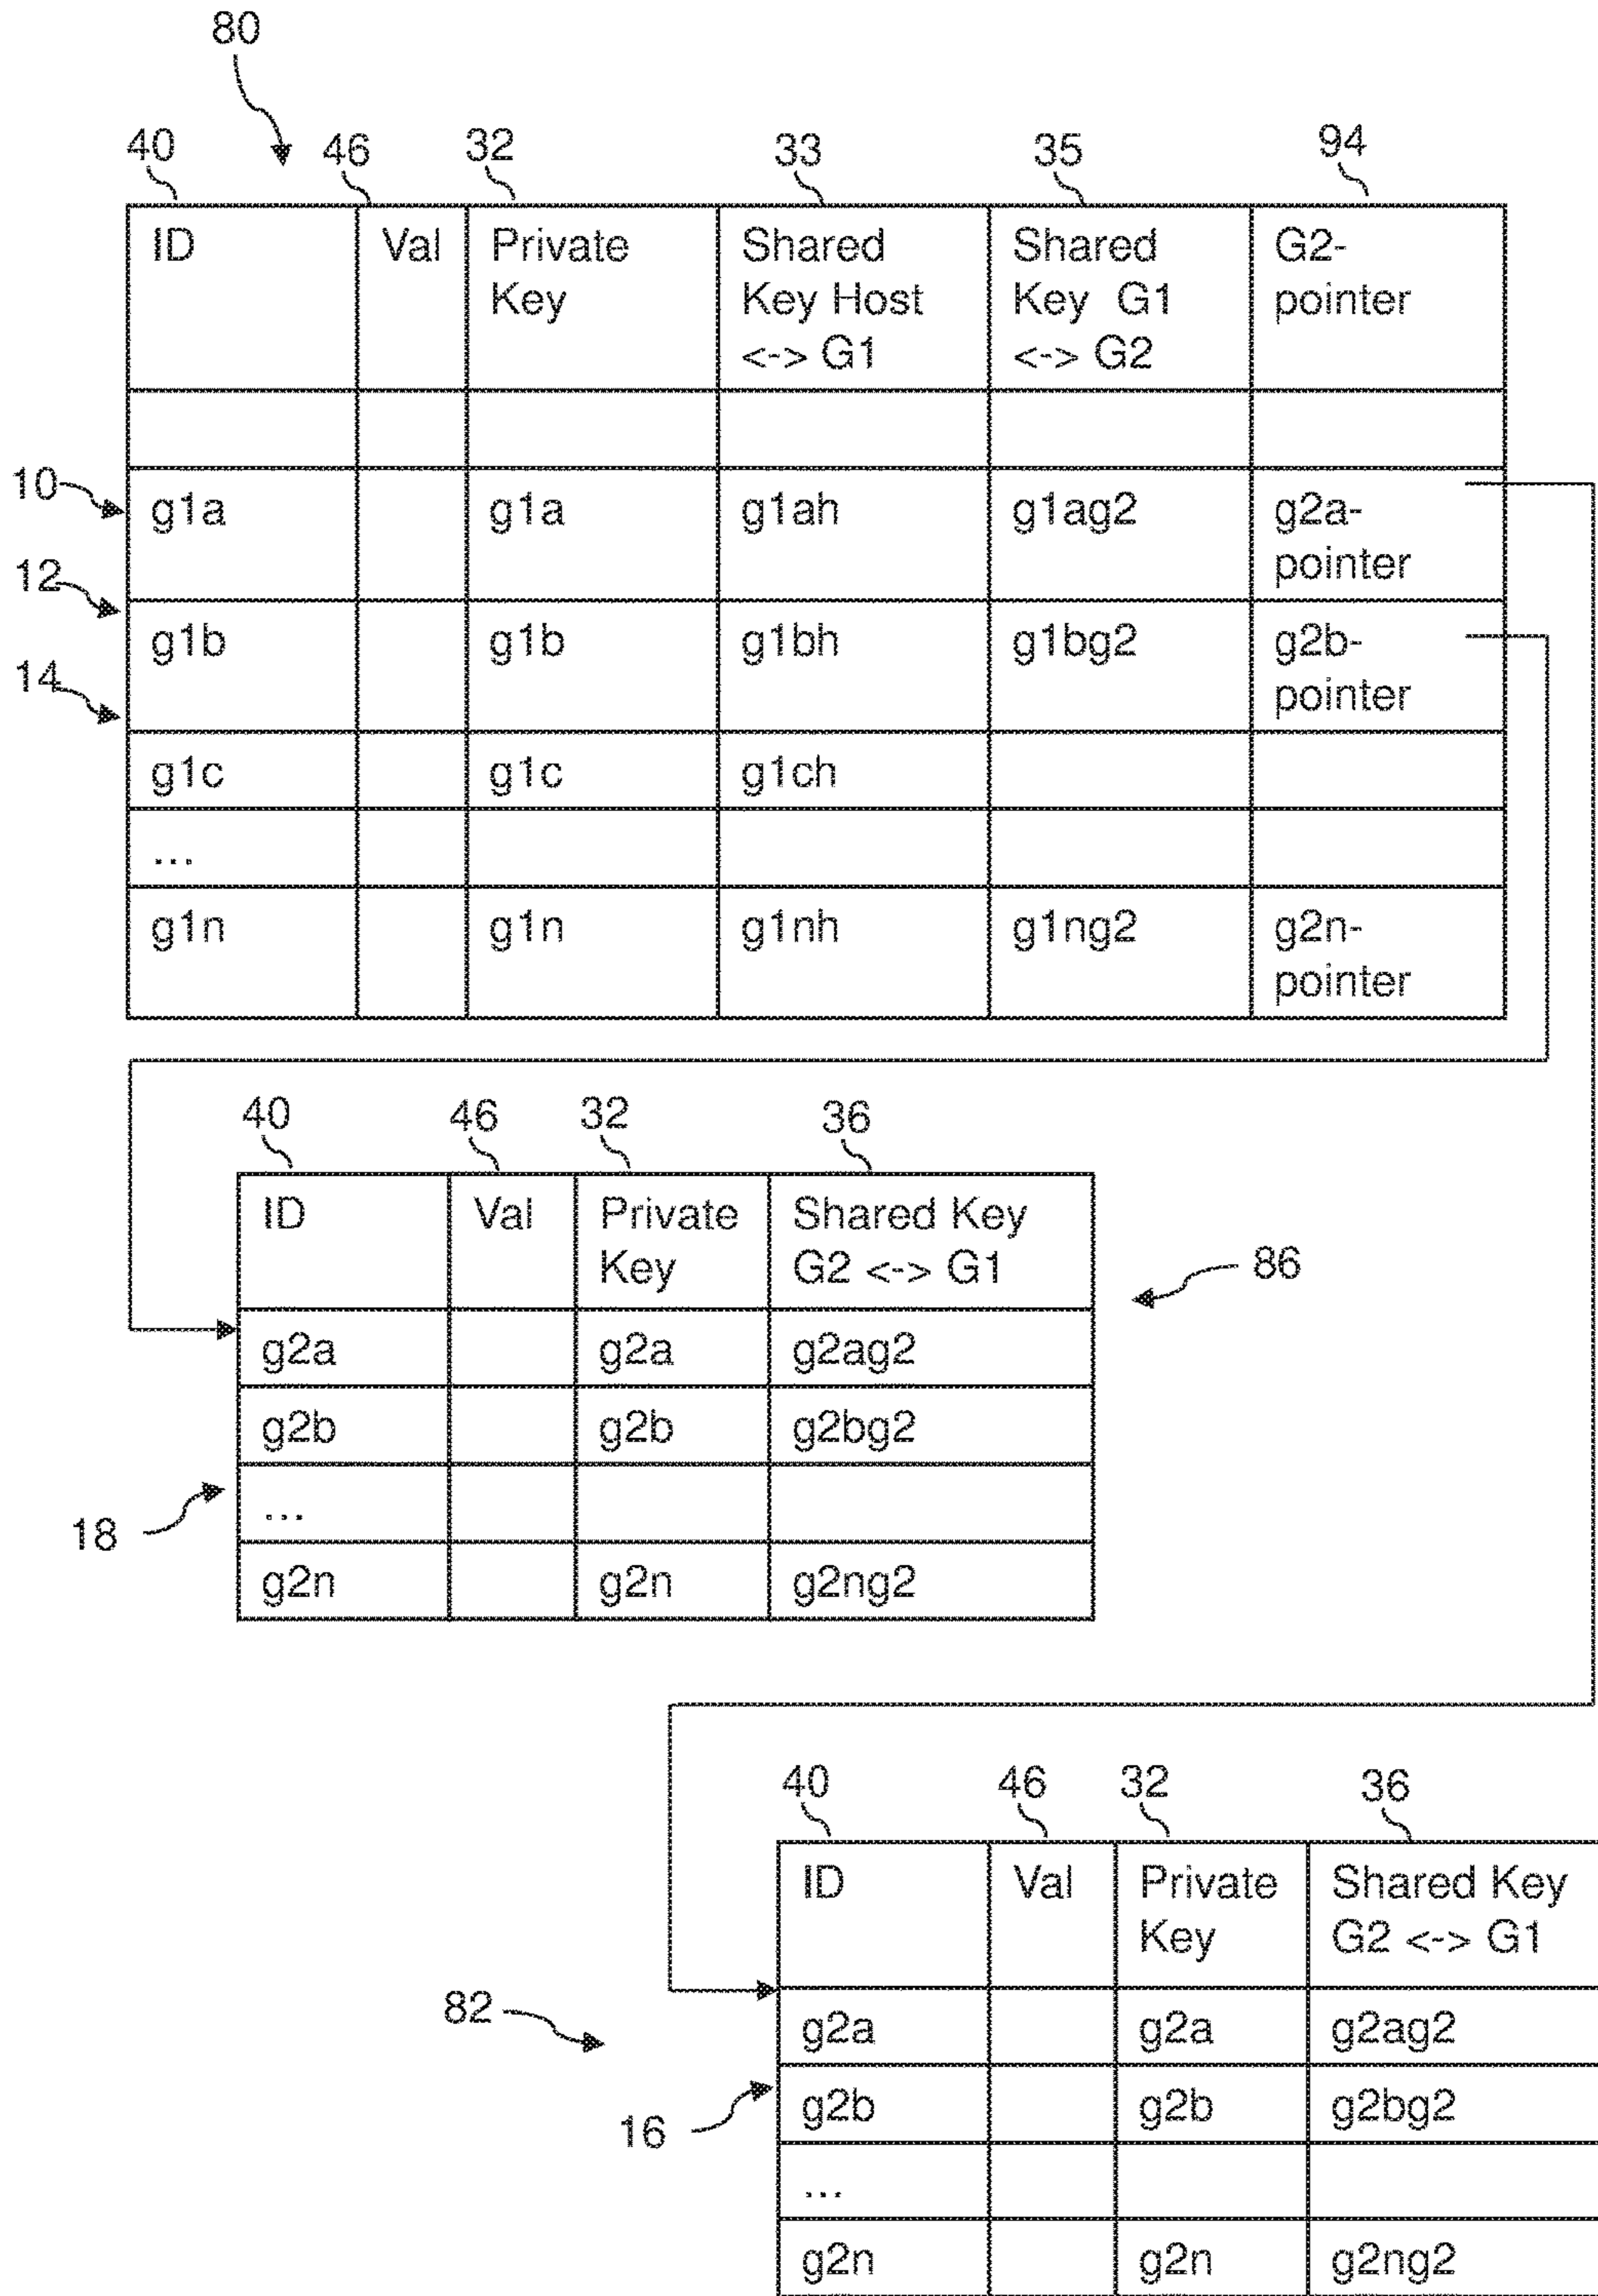 80
40 46 32 33 35 94
ID Val Private Key Shared Key Host <-> G1 Shared Key G1 <-> G2 G2-pointer
10 g1a g1a g1ah g1ag2 g2a-pointer
12
g1b g1b g1bh g1bg2 g2b-pointer
14
g1c g1c g1ch
...
g1n g1n g1nh g1ng2 g2n-pointer
40 46 32 36
ID Val Private Key Shared Key G2 <-> G1
86
g2a g2a g2ag2
g2b g2b g2bg2
...
18
g2n g2n g2ng2
40 46 32 36
ID Val Private Key Shared Key G2 <-> G1
82
g2a g2a g2ag2
g2b g2b g2bg2
16
...
g2n g2n g2ng2